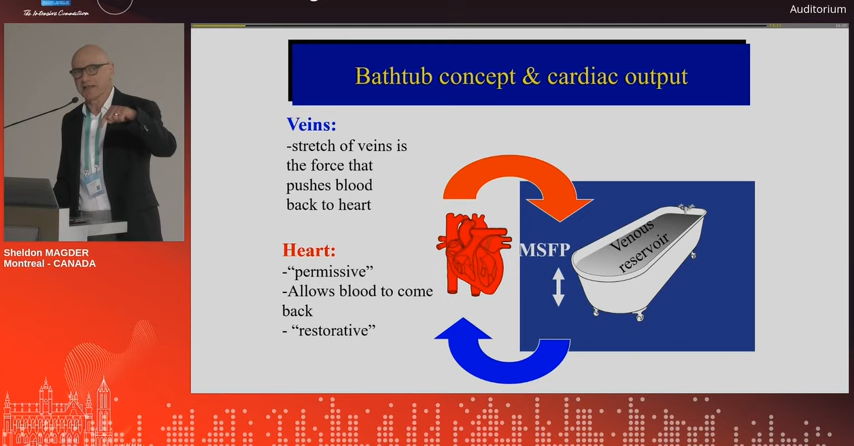 The Intensive Connection
Auditorium
Bathtub concept & cardiac output
Veins:
-stretch of veins is
the force that
pushes blood
back to heart
Heart:
-“permissive”
-Allows blood to come
back
- “restorative”
MSFP
Venous
reservoir
Sheldon MAGDER
Montreal - CANADA